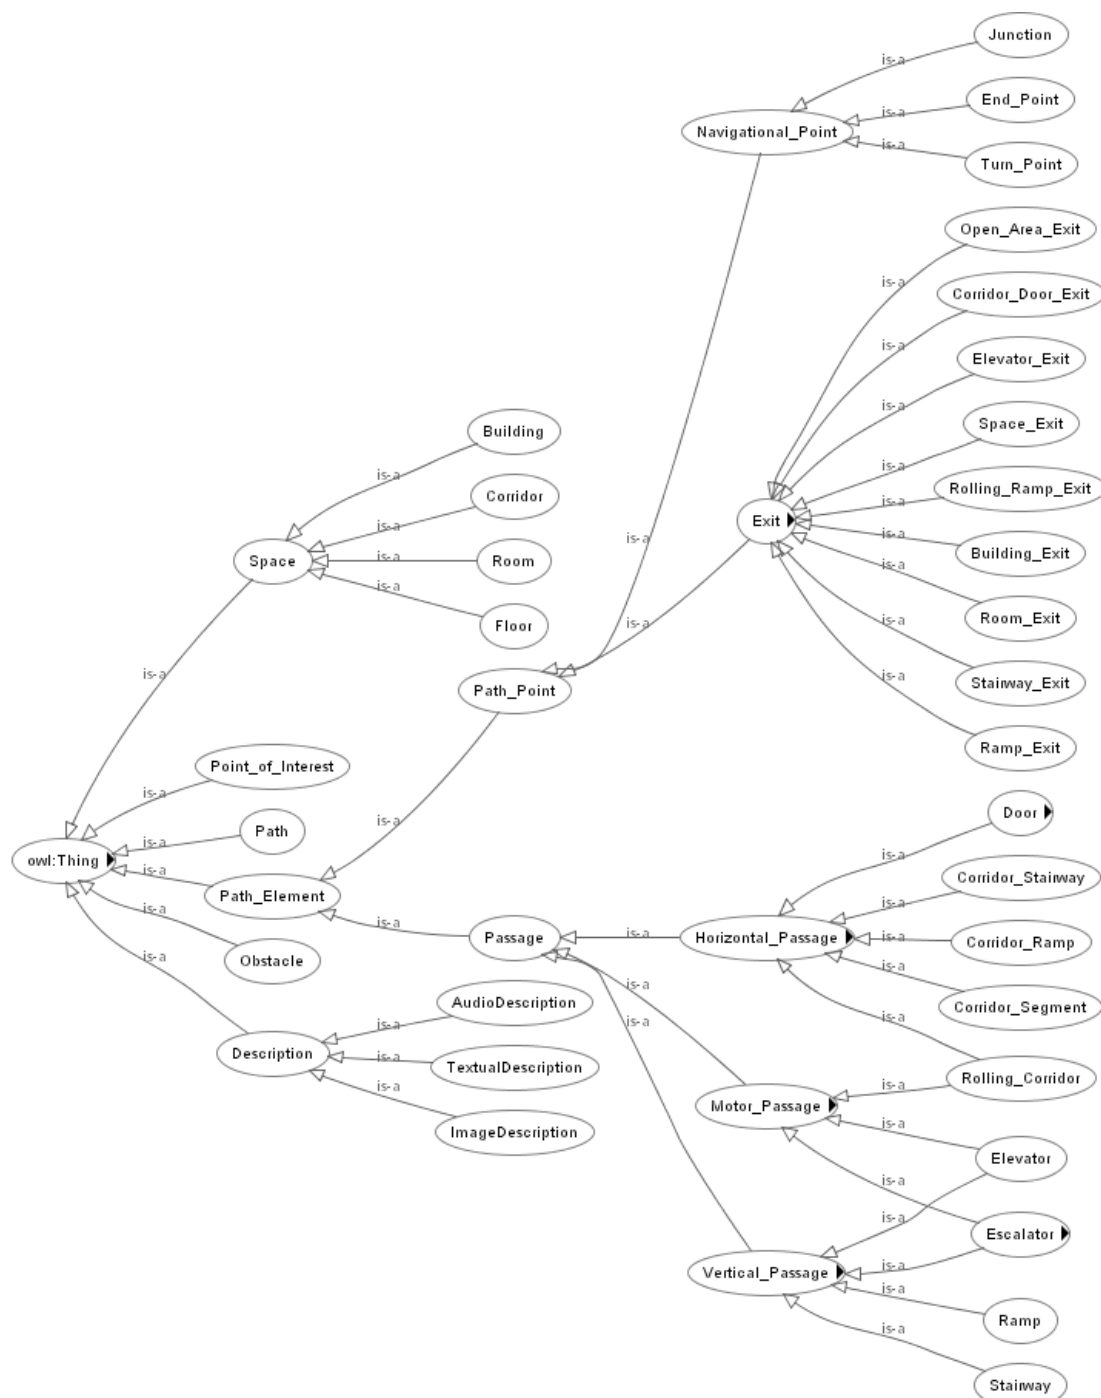 Junction
is-a
End_Point
is-a
Navigational_Point
is-a
Turn_Point
Open_Area_Exit
is-a
Corridor_Door_Exit
is-a
Elevator_Exit
is-a
Space_Exit
Building
is-a
is-a
Rolling_Ramp_Exit
Corridor
is-a
Exit
is-a
is-a
Building_Exit
is-a
Room
Space
is-a
is-a
Room_Exit
Floor
is-a
is-a
Stairway_Exit
is-a
Path_Point
is-a
Ramp_Exit
Point_of_Interest
is-a
Door
is-a
Path
is-a
is-a
owl:Thing
is-a
Corridor_Stairway
Path_Element
is-a
is-a
is-a
Passage
is-a
Horizontal_Passage
is-a
Corridor_Ramp
is-a
Obstacle
is-a
is-a
Corridor_Segment
AudioDescription
is-a
is-a
is-a
Description
is-a
TextualDescription
Rolling_Corridor
is-a
is-a
Motor_Passage
is-a
ImageDescription
Elevator
is-a
Escalator
is-a
Vertical_Passage
is-a
Ramp
is-a
Stairway